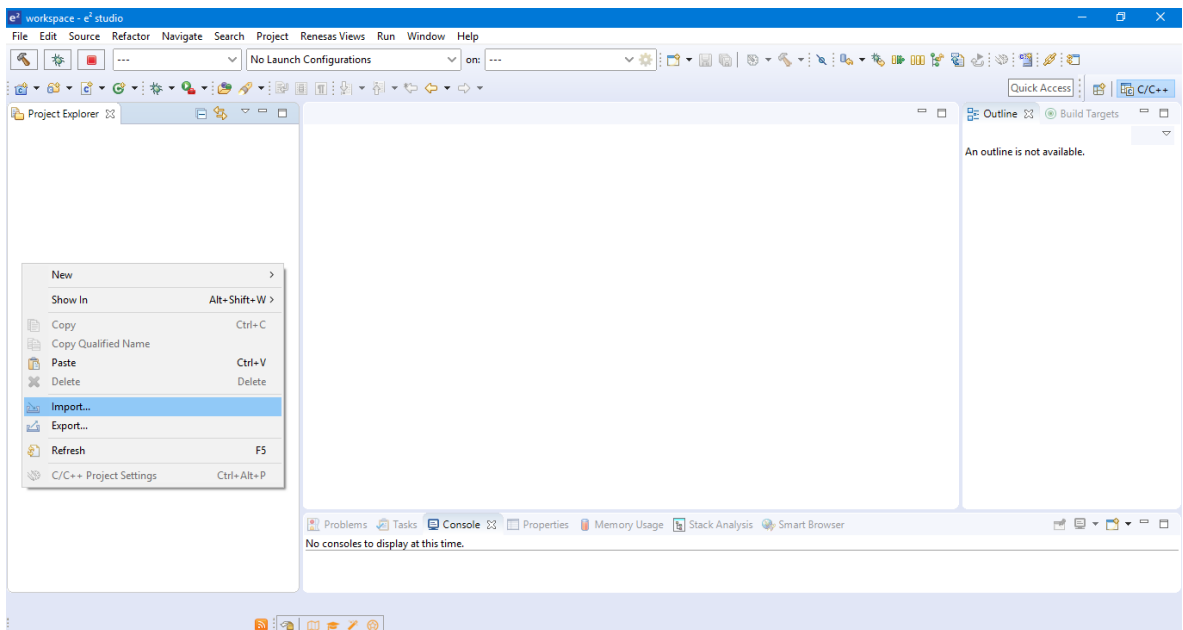 e² workspace - e² studio
File Edit Source Refactor Navigate Search Project Renesas Views Run Window Help
--- No Launch Configurations on: ---
Quick Access C/C++
Project Explorer
Outline Build Targets
An outline is not available.
New
Show In Alt+Shift+W >
Copy Ctrl+C
Copy Qualified Name
Paste Ctrl+V
Delete Delete
Import...
Export...
Refresh F5
C/C++ Project Settings Ctrl+Alt+P
Problems Tasks Console Properties Memory Usage Stack Analysis Smart Browser
No consoles to display at this time.